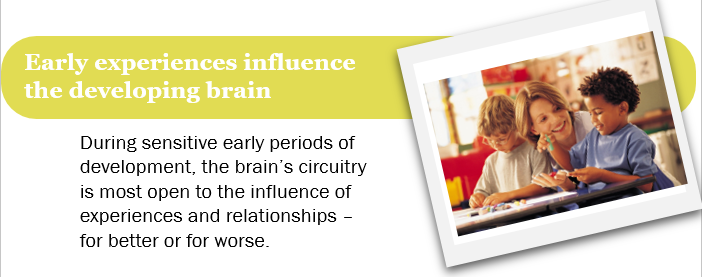 Early experiences influence
the developing brain
During sensitive early periods of
development, the brain's circuitry
is most open to the influence of
experiences and relationships –
for better or for worse.